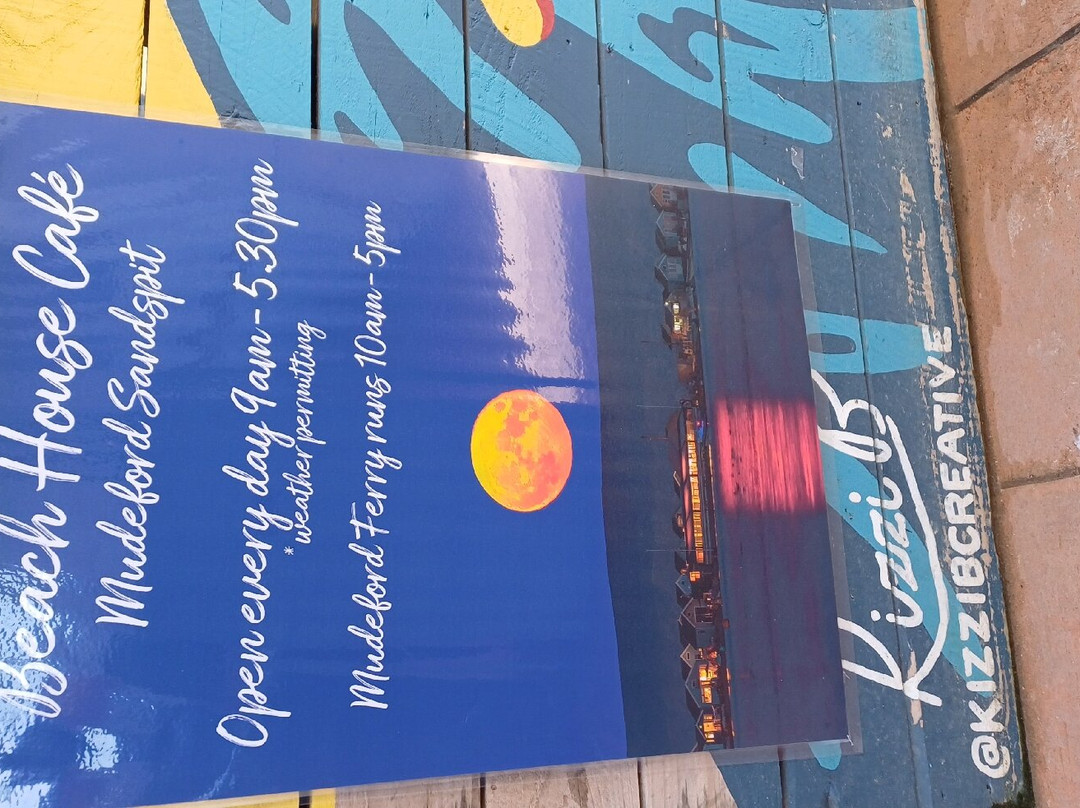 Beach House Café
Mudeford Sandspit
Open every day 9am - 5.30pm
*weather permitting
Mudeford Ferry runs 10am - 5pm
Kizzi B
@KIZZIBCREATIVE